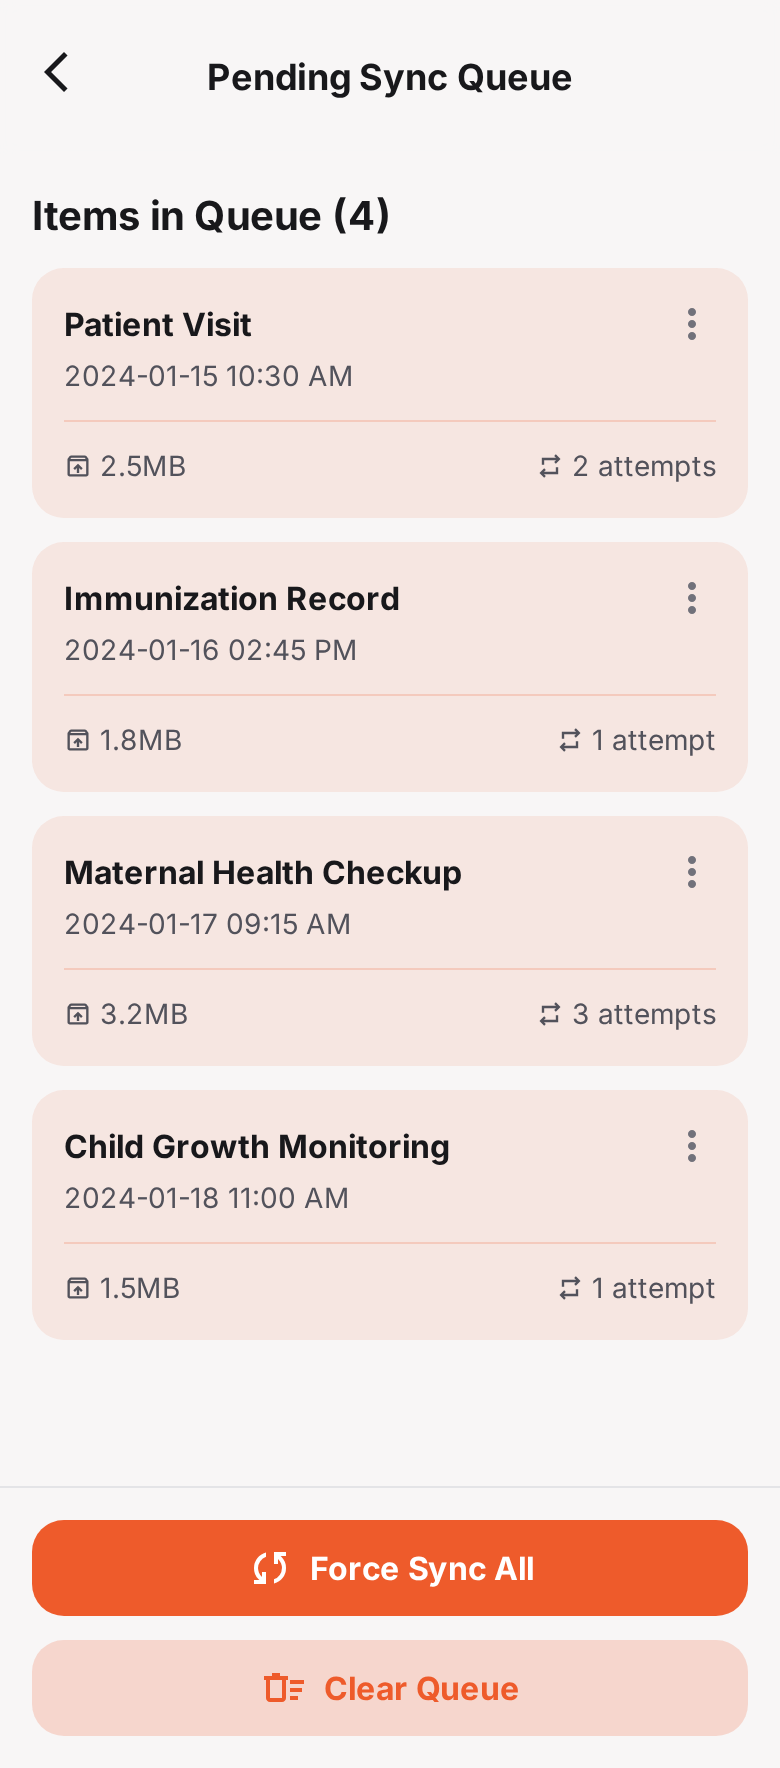 Pending Sync Queue
Items in Queue (4)
Patient Visit
2024-01-15 10:30 AM
2.5MB
2 attempts
Immunization Record
2024-01-16 02:45 PM
1.8MB
1 attempt
Maternal Health Checkup
2024-01-17 09:15 AM
3.2MB
3 attempts
Child Growth Monitoring
2024-01-18 11:00 AM
1.5MB
1 attempt
Force Sync All
Clear Queue